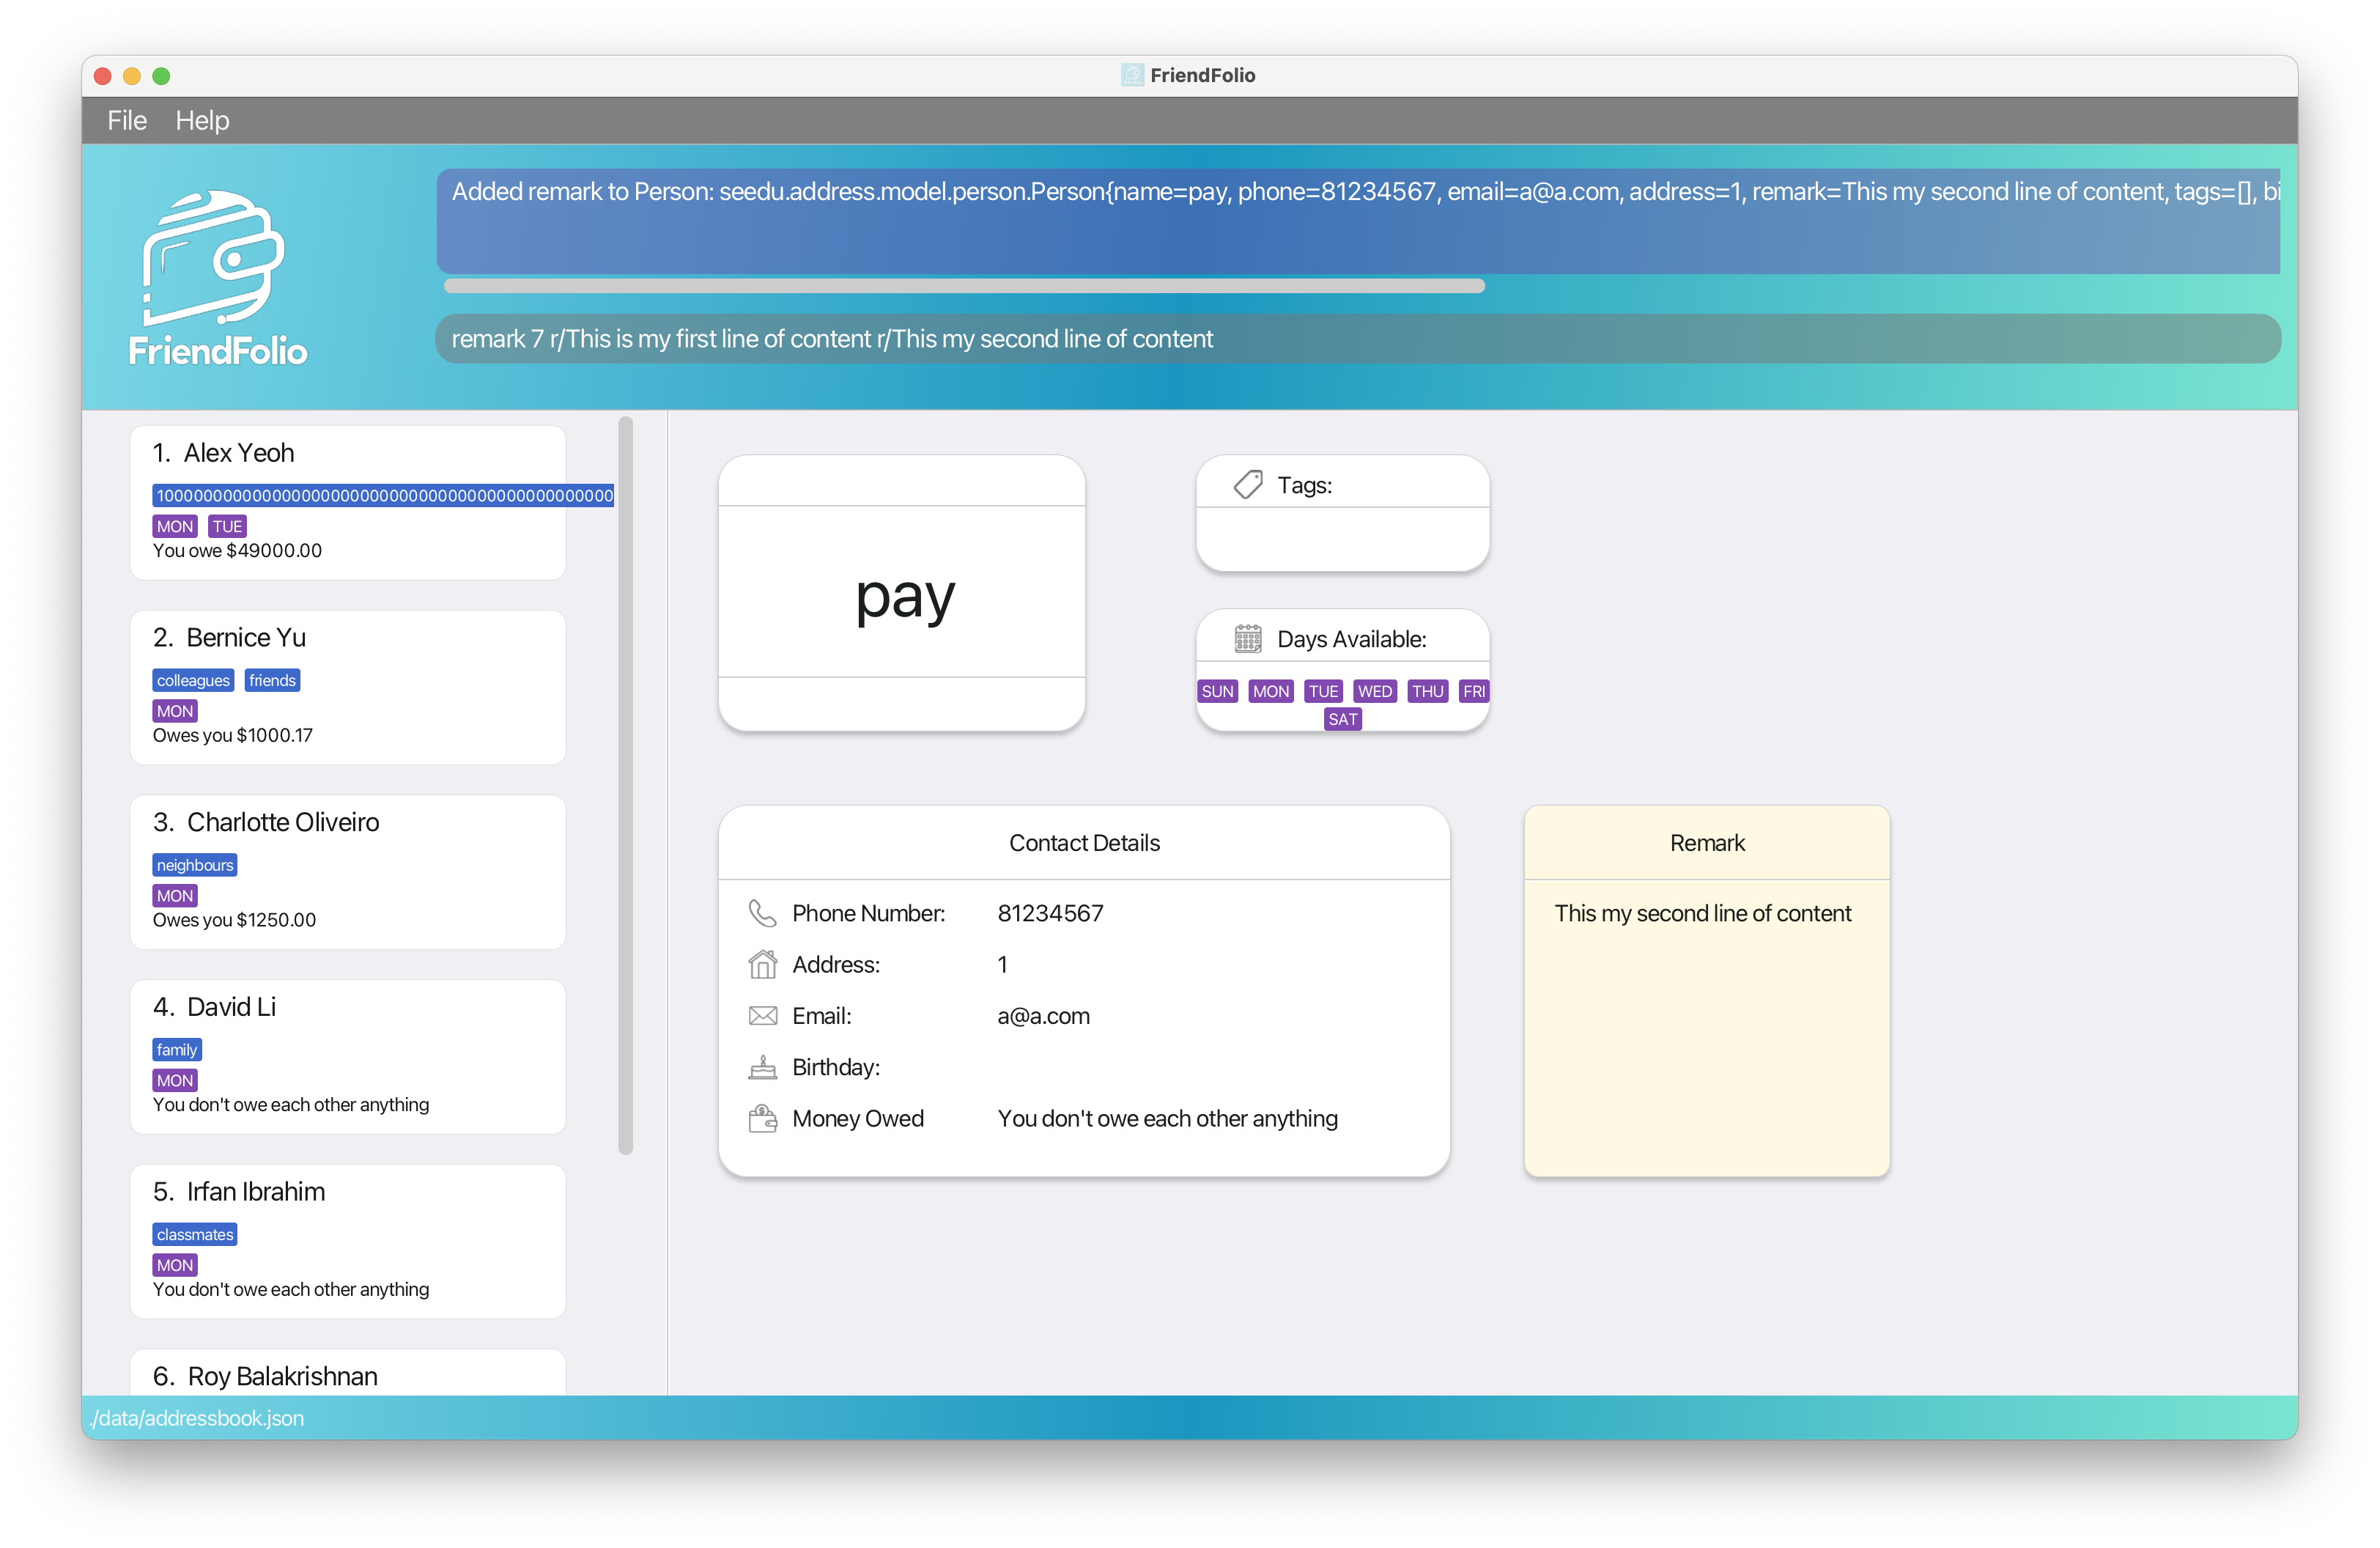 FriendFolio
File Help
Added remark to Person: seedu.address.model.person.Person{name=pay, phone=81234567, email=a@a.com, address=1, remark=This my second line of content, tags=[], bi
remark 7 r/This is my first line of content r/This my second line of content
FriendFolio
1. Alex Yeoh
MON TUE
You owe $49000.00
2. Bernice Yu
colleagues friends
MON
Owes you $1000.17
3. Charlotte Oliveiro
neighbours
MON
Owes you $1250.00
4. David Li
family
MON
You don't owe each other anything
5. Irfan Ibrahim
classmates
MON
You don't owe each other anything
6. Roy Balakrishnan
pay
Tags:
Days Available:
SUN MON TUE WED THU FRI
SAT
Contact Details
Phone Number: 81234567
Address: 1
Email: a@a.com
Birthday:
Money Owed You don't owe each other anything
Remark
This my second line of content
./data/addressbook.json